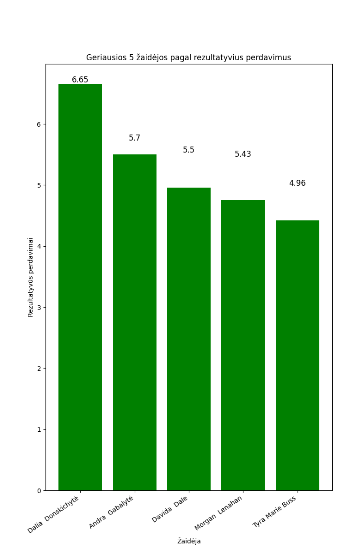 Geriausios 5 žaidėjos pagal rezultatyvius perdavimus
6.65
5.7
5.5
5.43
4.96
Rezultatyvūs perdavimai
6
5
4
3
2
1
0
Dalia Donskichytė
Andra Gabalytė
Davida Dale
Morgan Lenahan
Tyra Marie Buss
Žaidėja